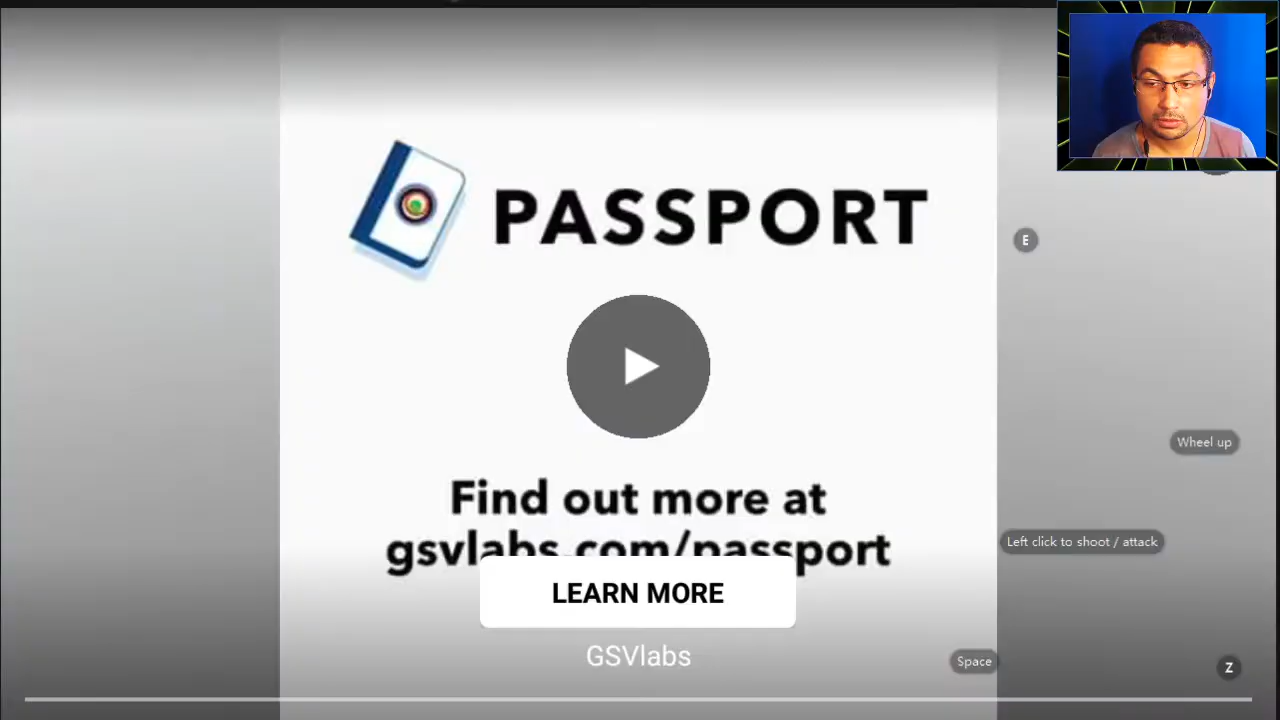 PASSPORT
E
Wheel up
Find out more at
gsvlabs.com/passport
Left click to shoot / attack
LEARN MORE
GSVlabs
Space
Z